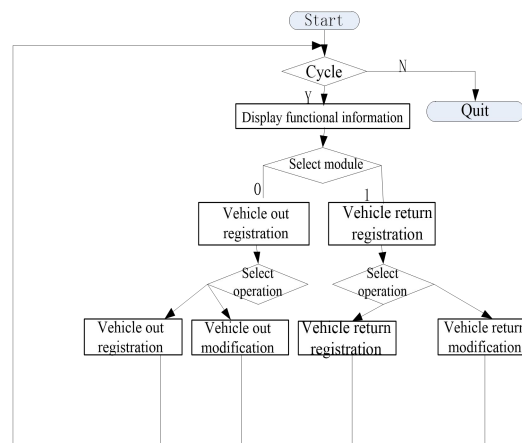 Start
Cycle
N
Y
Quit
Display functional information
Select module
0
1
Vehicle out
registration
Vehicle return
registration
Select
operation
Select
operation
Vehicle out
registration
Vehicle out
modification
Vehicle return
registration
Vehicle return
modification